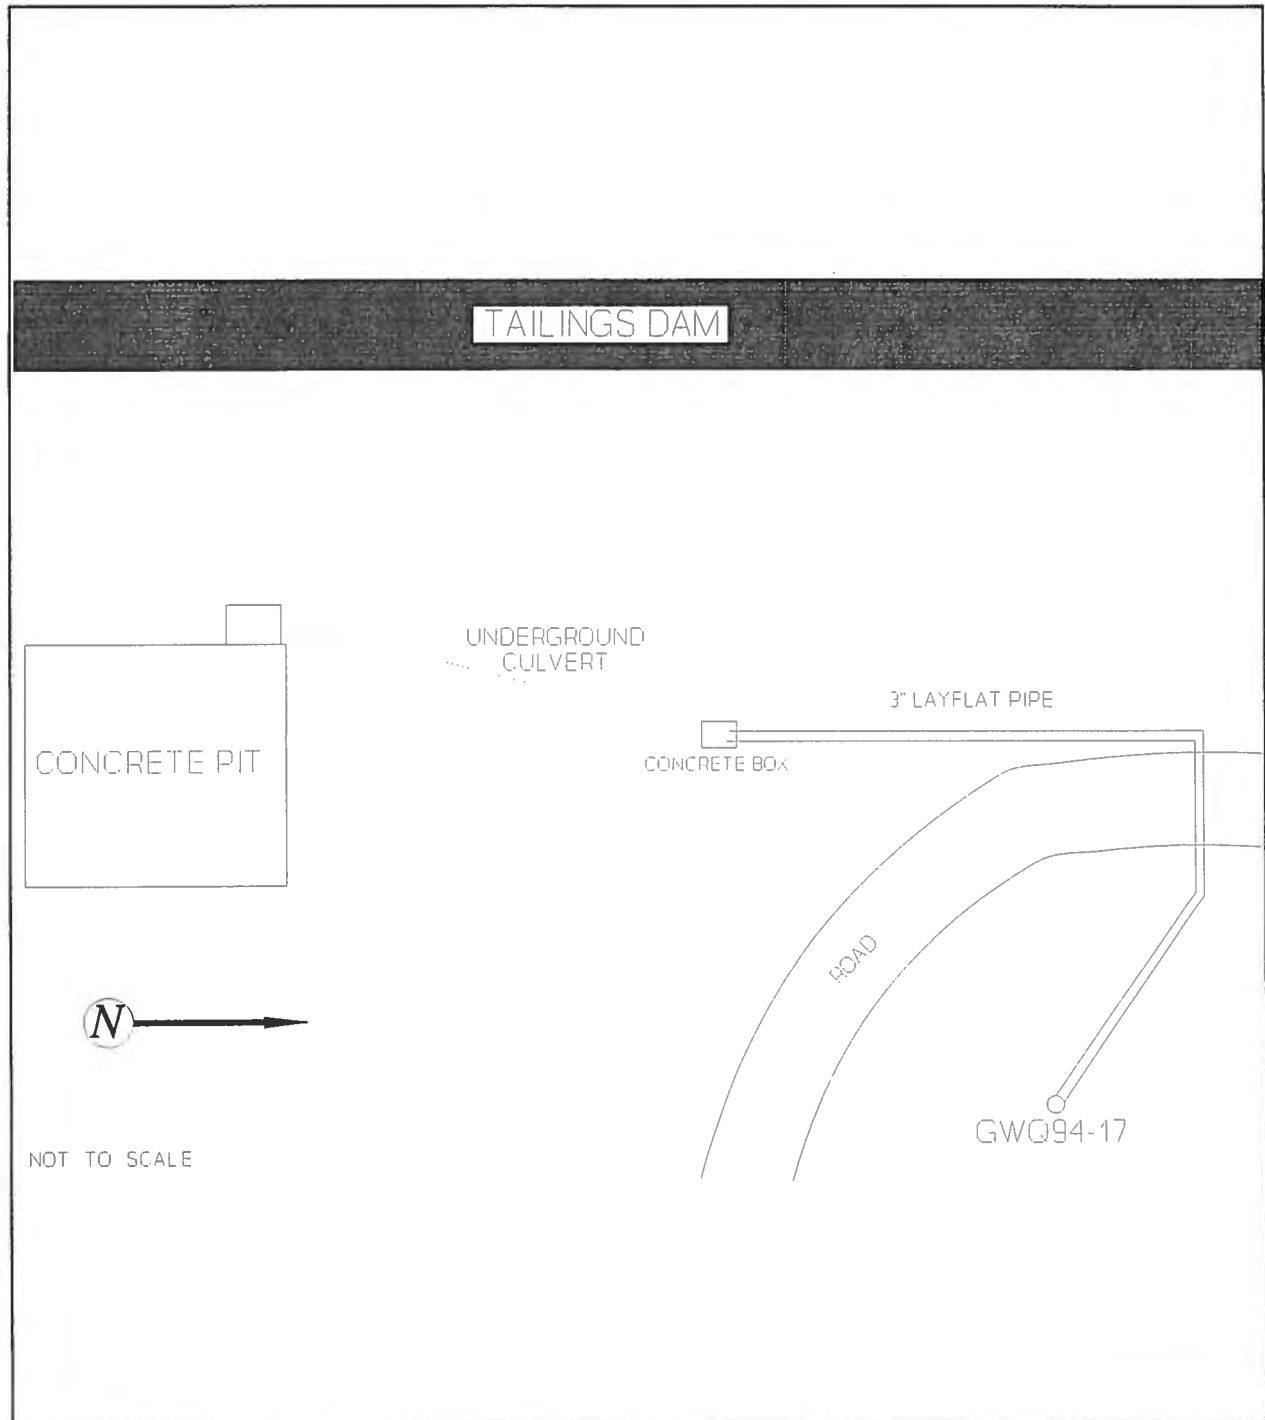 TAILINGS DAM
UNDERGROUND
CULVERT
3" LAYFLAT PIPE
CONCRETE PIT
CONCRETE BOX
ROAD
N
GWQ94-17
NOT TO SCALE